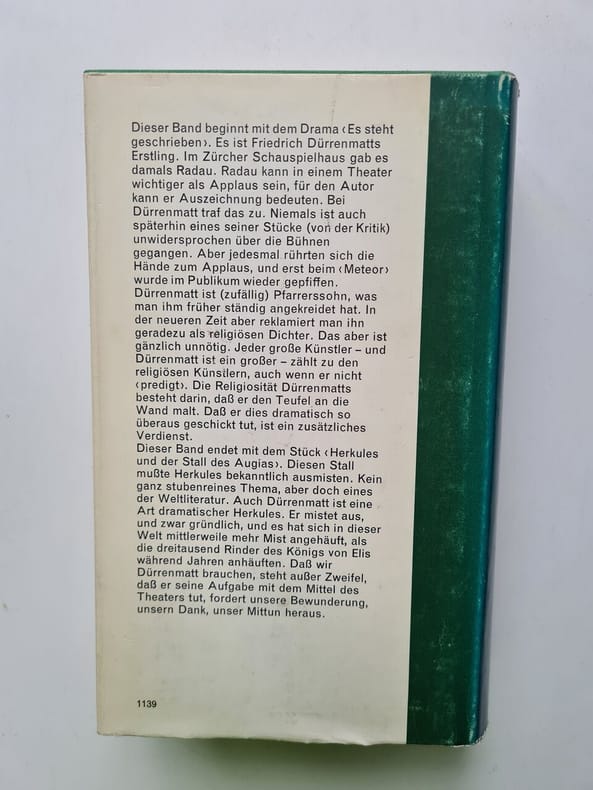 Dieser Band beginnt mit dem Drama ‹Es steht
geschrieben›. Es ist Friedrich Dürrenmatts
Erstling. Im Zürcher Schauspielhaus gab es
damals Radau. Radau kann in einem Theater
wichtiger als Applaus sein, für den Autor
kann er Auszeichnung bedeuten. Bei
Dürrenmatt traf das zu. Niemals ist auch
späterhin eines seiner Stücke (von der Kritik)
unwidersprochen über die Bühnen
gegangen. Aber jedesmal rührten sich die
Hände zum Applaus, und erst beim ‹Meteor›
wurde im Publikum wieder gepfiffen.
Dürrenmatt ist (zufällig) Pfarrerssohn, was
man ihm früher ständig angekreidet hat. In
der neueren Zeit aber reklamiert man ihn
geradezu als religiösen Dichter. Das aber ist
gänzlich unnötig. Jeder große Künstler – und
Dürrenmatt ist ein großer – zählt zu den
religiösen Künstlern, auch wenn er nicht
‹predigt›. Die Religiosität Dürrenmatts
besteht darin, daß er den Teufel an die
Wand malt. Daß er dies dramatisch so
überaus geschickt tut, ist ein zusätzliches
Verdienst.
Dieser Band endet mit dem Stück ‹Herkules
und der Stall des Augias›. Diesen Stall
mußte Herkules bekanntlich ausmisten. Kein
ganz stubenreines Thema, aber doch eines
der Weltliteratur. Auch Dürrenmatt ist eine
Art dramatischer Herkules. Er mistet aus,
und zwar gründlich, und es hat sich in dieser
Welt mittlerweile mehr Mist angehäuft, als
die dreitausend Rinder des Königs von Elis
während Jahren anhäuften. Daß wir
Dürrenmatt brauchen, steht außer Zweifel,
daß er seine Aufgabe mit dem Mittel des
Theaters tut, fordert unsere Bewunderung,
unsern Dank, unser Mittun heraus.
1139